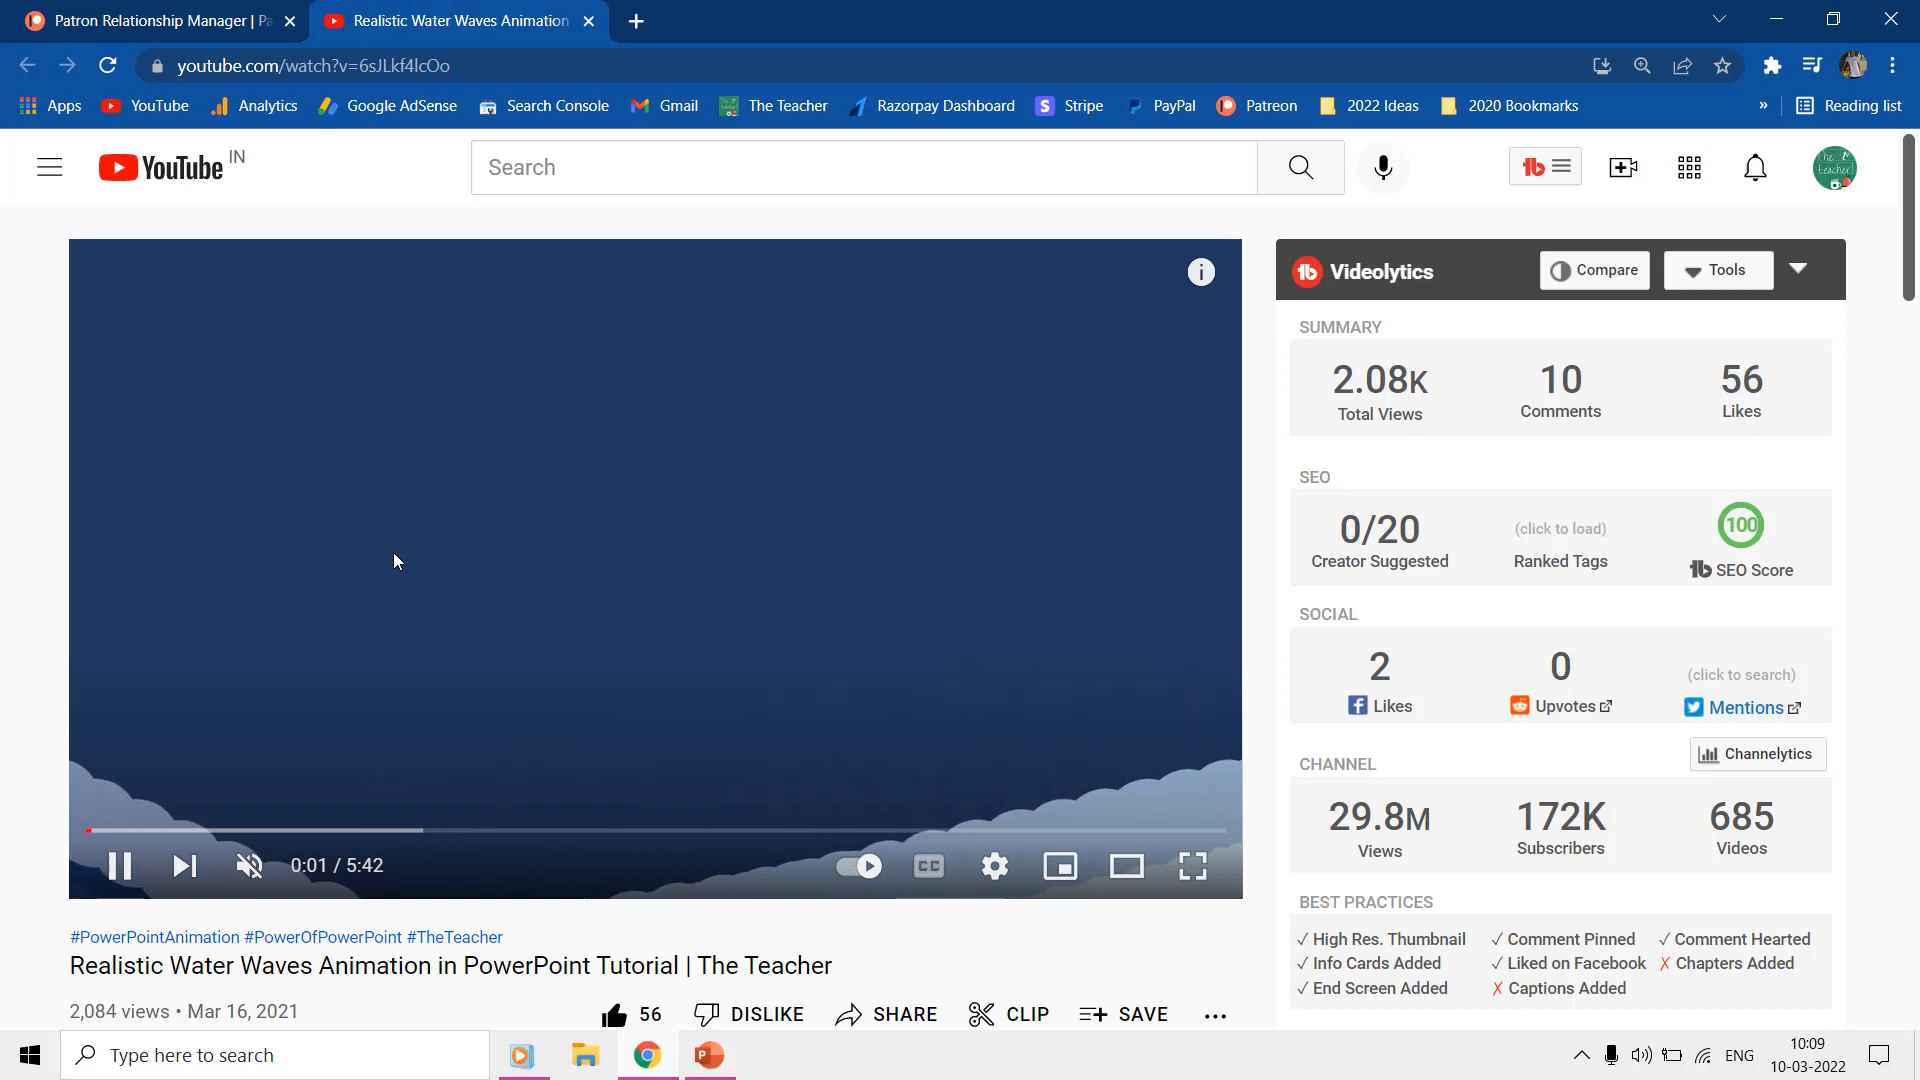 Patron Relationship Manager | Pa
Realistic Water Waves Animation
youtube.com/watch?v=6sJLkf4lcOo
Apps YouTube Analytics Google AdSense Search Console Gmail The Teacher Razorpay Dashboard Stripe PayPal Patreon 2022 Ideas 2020 Bookmarks » Reading list
YouTube IN
Search
Videolytics Compare Tools
SUMMARY
2.08K 10 56
Total Views Comments Likes
SEO
0/20 (click to load) 100
Creator Suggested Ranked Tags SEO Score
SOCIAL
2 0 (click to search)
Likes Upvotes Mentions
CHANNEL Channelytics
29.8M 172K 685
Views Subscribers Videos
BEST PRACTICES
✓ High Res. Thumbnail ✓ Comment Pinned ✓ Comment Hearted
✓ Info Cards Added ✓ Liked on Facebook ✗ Chapters Added
✓ End Screen Added ✗ Captions Added
0:01 / 5:42 CC
#PowerPointAnimation #PowerOfPowerPoint #TheTeacher
Realistic Water Waves Animation in PowerPoint Tutorial | The Teacher
2,084 views • Mar 16, 2021 56 DISLIKE SHARE CLIP SAVE
Type here to search
ENG
10:09
10-03-2022